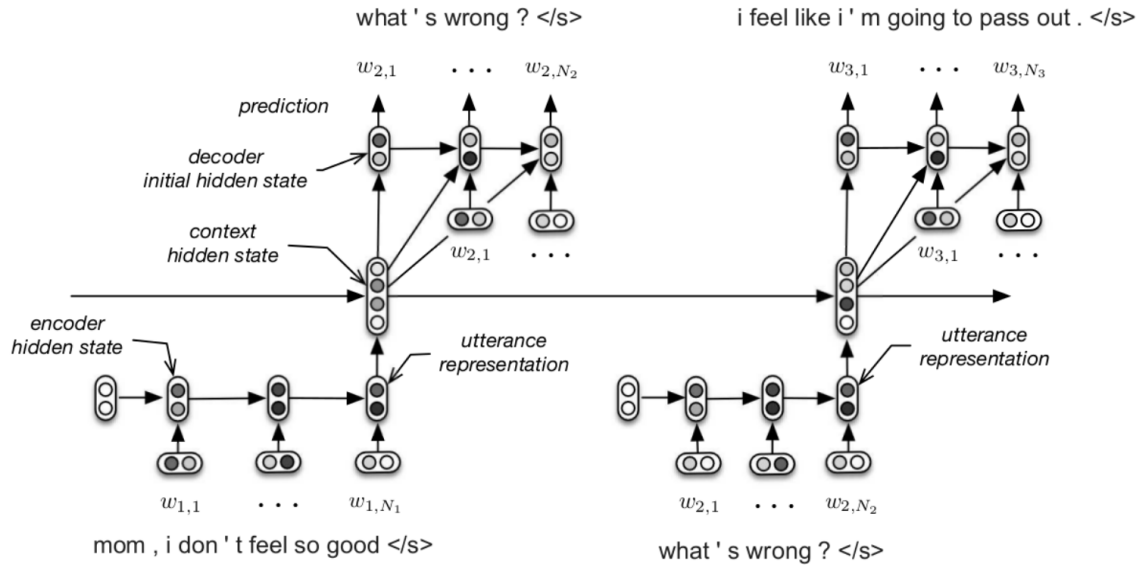 what ' s wrong ? </s>
i feel like i ' m going to pass out . </s>
w2,1 · · · w2,N2
w3,1 · · · w3,N3
prediction
decoder
initial hidden state
context
hidden state
w2,1 · · ·
w3,1 · · ·
encoder
hidden state
utterance
representation
utterance
representation
w1,1 · · · w1,N1
w2,1 · · · w2,N2
mom , i don ' t feel so good </s>
what ' s wrong ? </s>